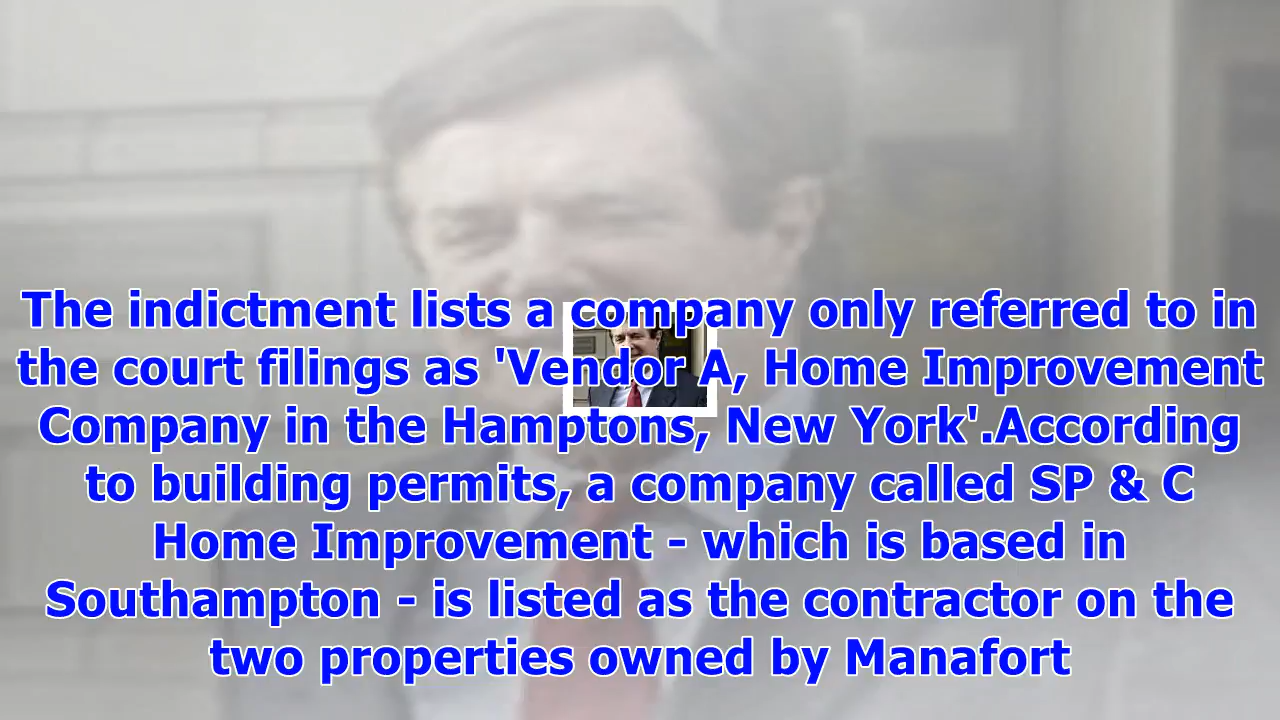 The indictment lists a company only referred to in
the court filings as 'Vendor A, Home Improvement
Company in the Hamptons, New York'.According
to building permits, a company called SP & C
Home Improvement - which is based in
Southampton - is listed as the contractor on the
two properties owned by Manafort